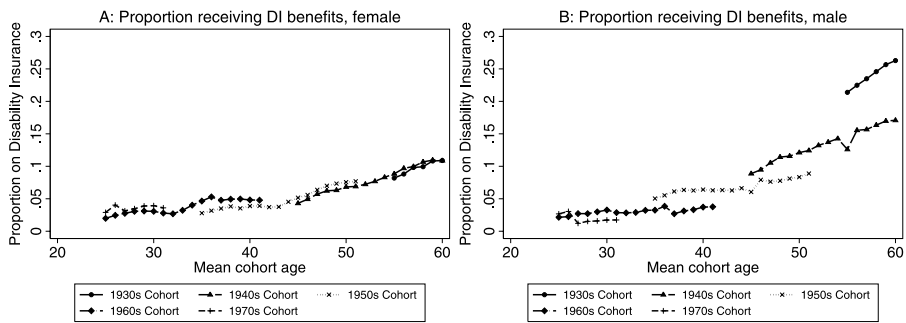 A: Proportion receiving DI benefits, female
Proportion on Disability Insurance
.3
.25
.2
.15
.1
.05
0
20
30
40
50
60
Mean cohort age
1930s Cohort
1940s Cohort
1950s Cohort
1960s Cohort
1970s Cohort
B: Proportion receiving DI benefits, male
Proportion on Disability Insurance
.3
.25
.2
.15
.1
.05
0
20
30
40
50
60
Mean cohort age
1930s Cohort
1940s Cohort
1950s Cohort
1960s Cohort
1970s Cohort